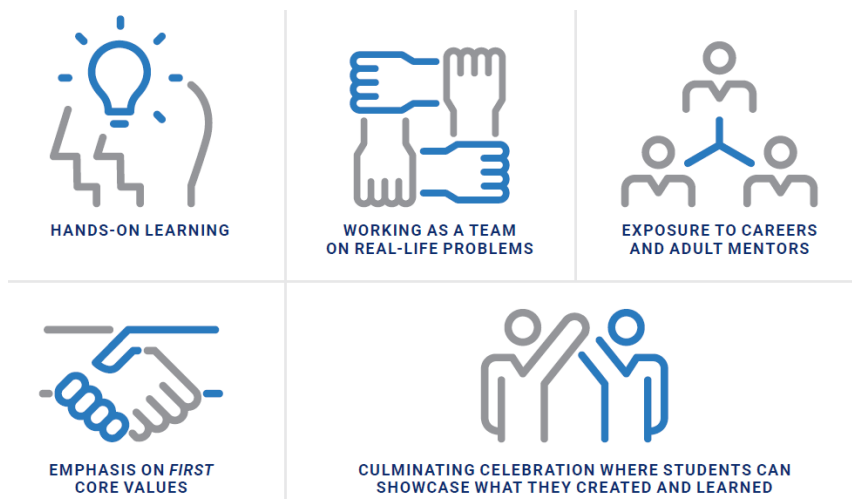 HANDS-ON LEARNING
WORKING AS A TEAM
ON REAL-LIFE PROBLEMS
EXPOSURE TO CAREERS
AND ADULT MENTORS
EMPHASIS ON FIRST
CORE VALUES
CULMINATING CELEBRATION WHERE STUDENTS CAN
SHOWCASE WHAT THEY CREATED AND LEARNED